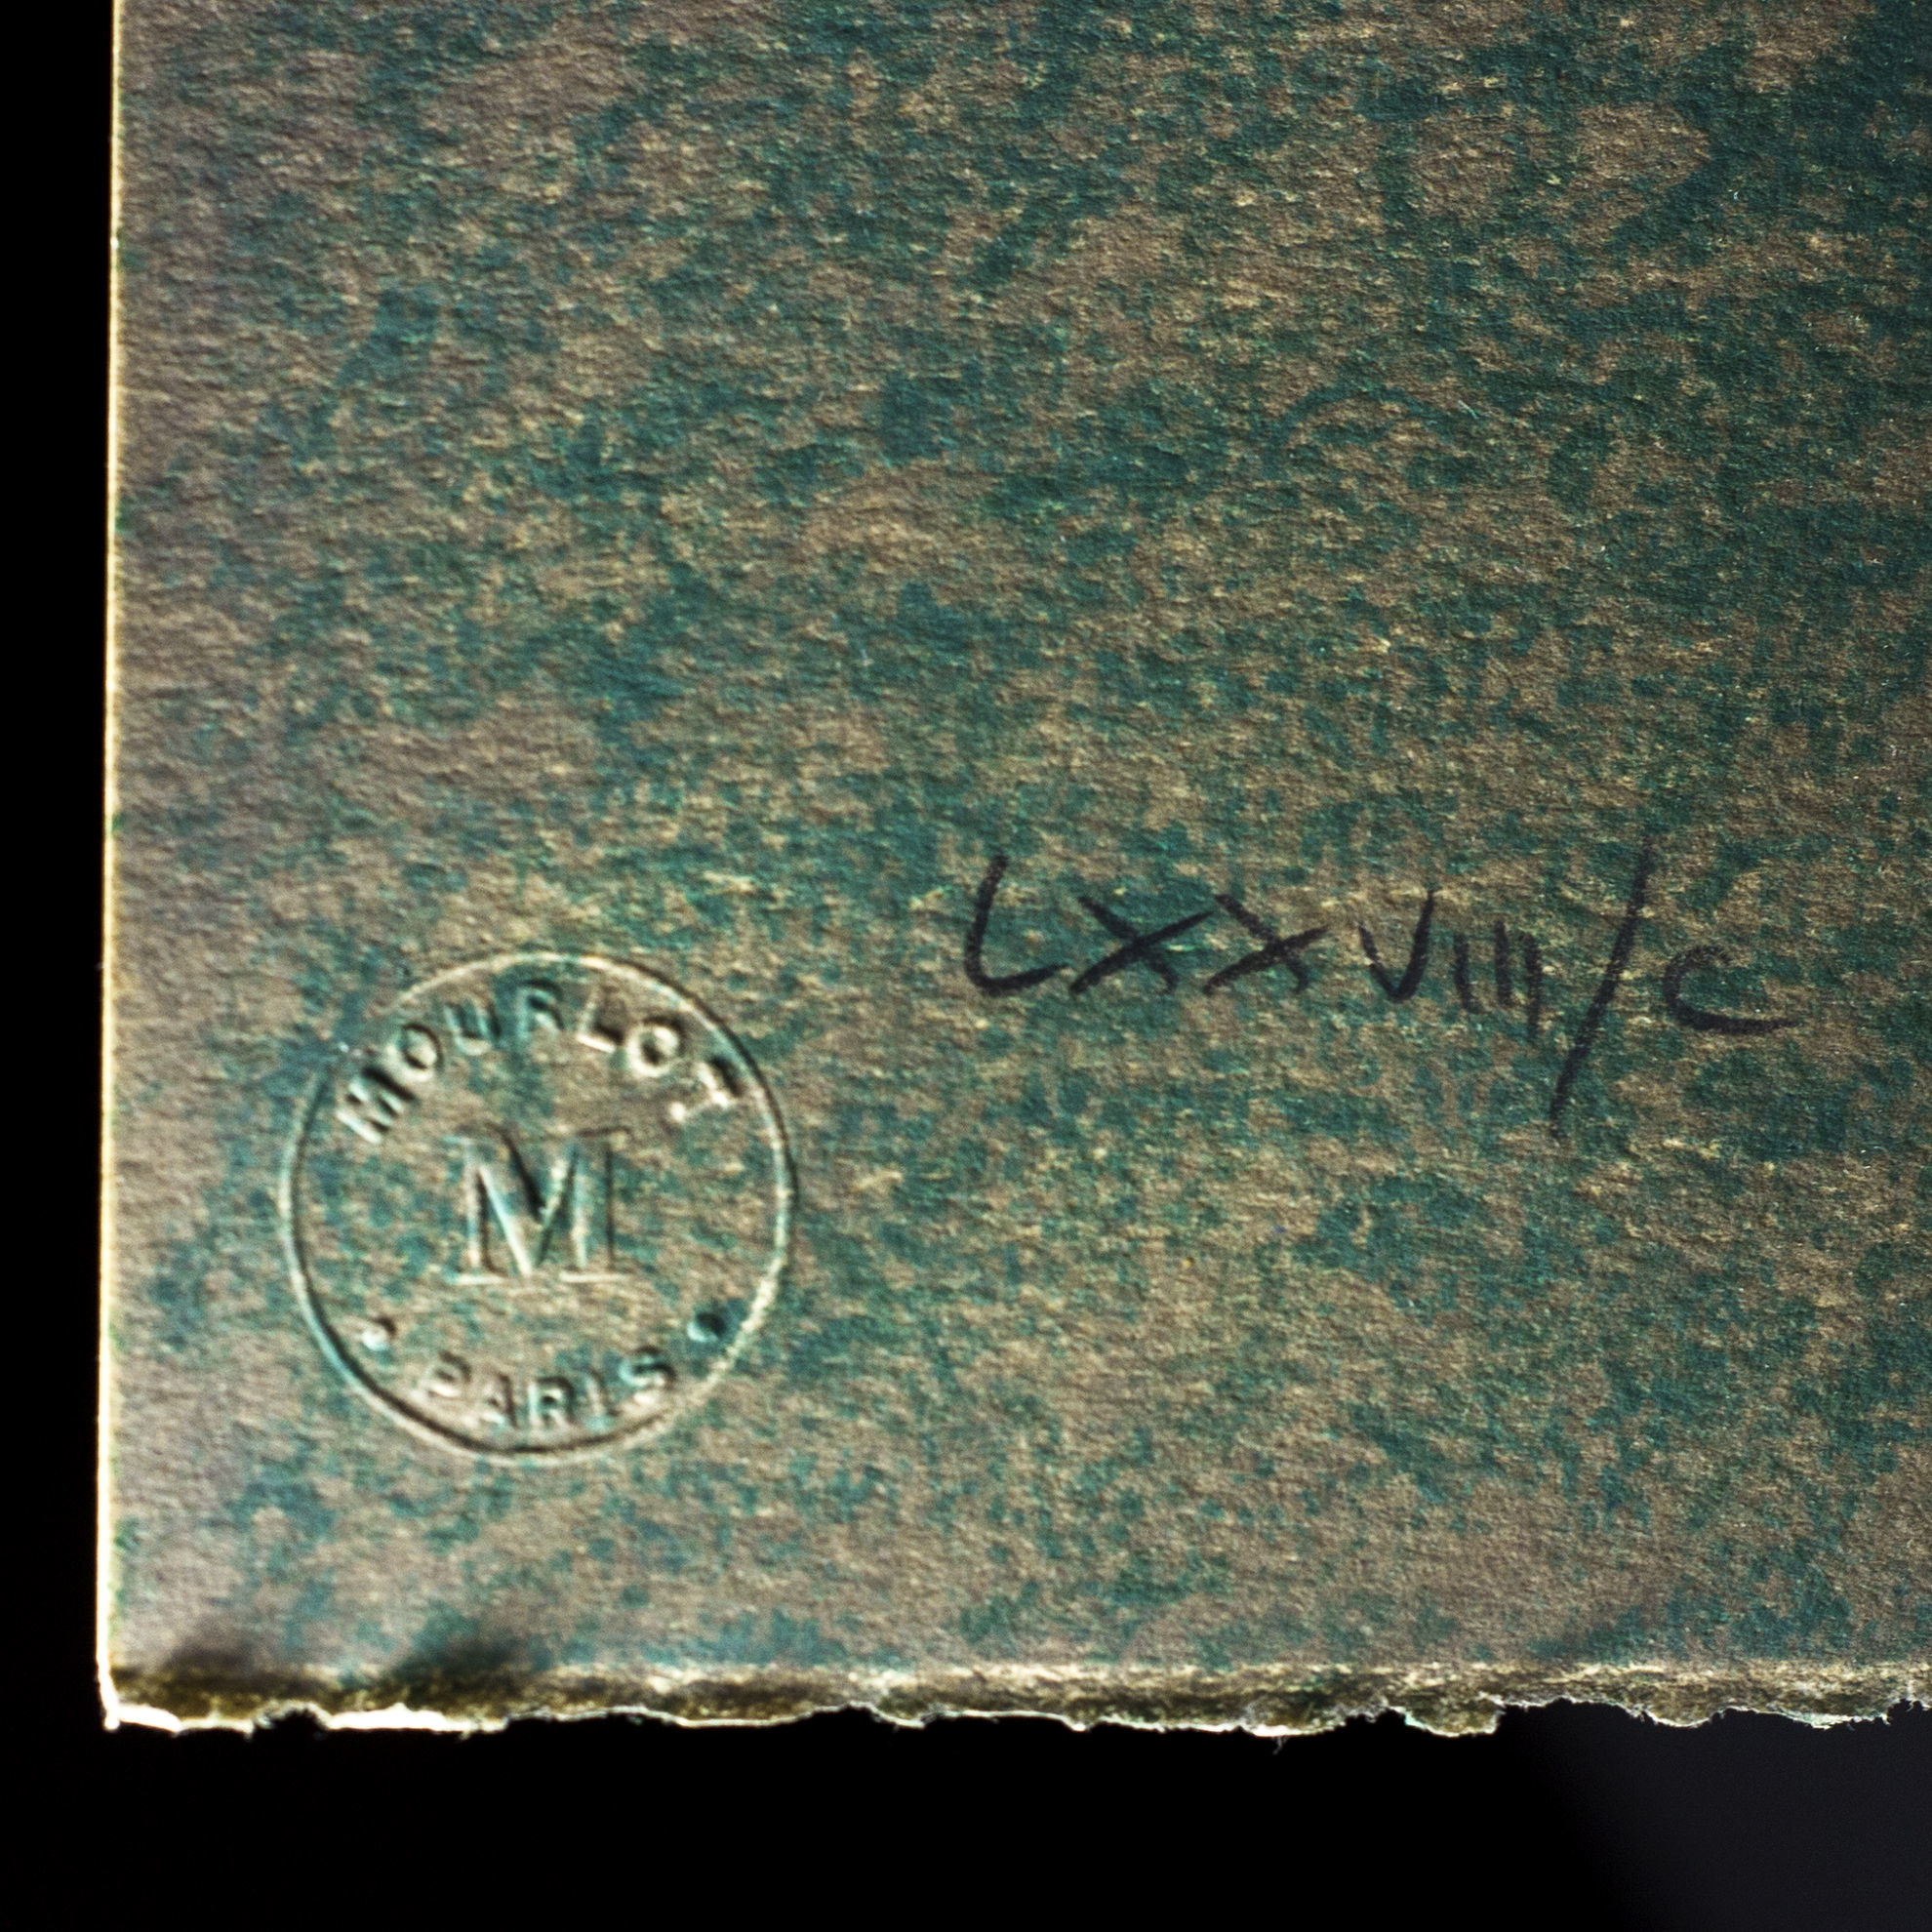 LXXVIII/C
MOURLOT
M
• PARIS •